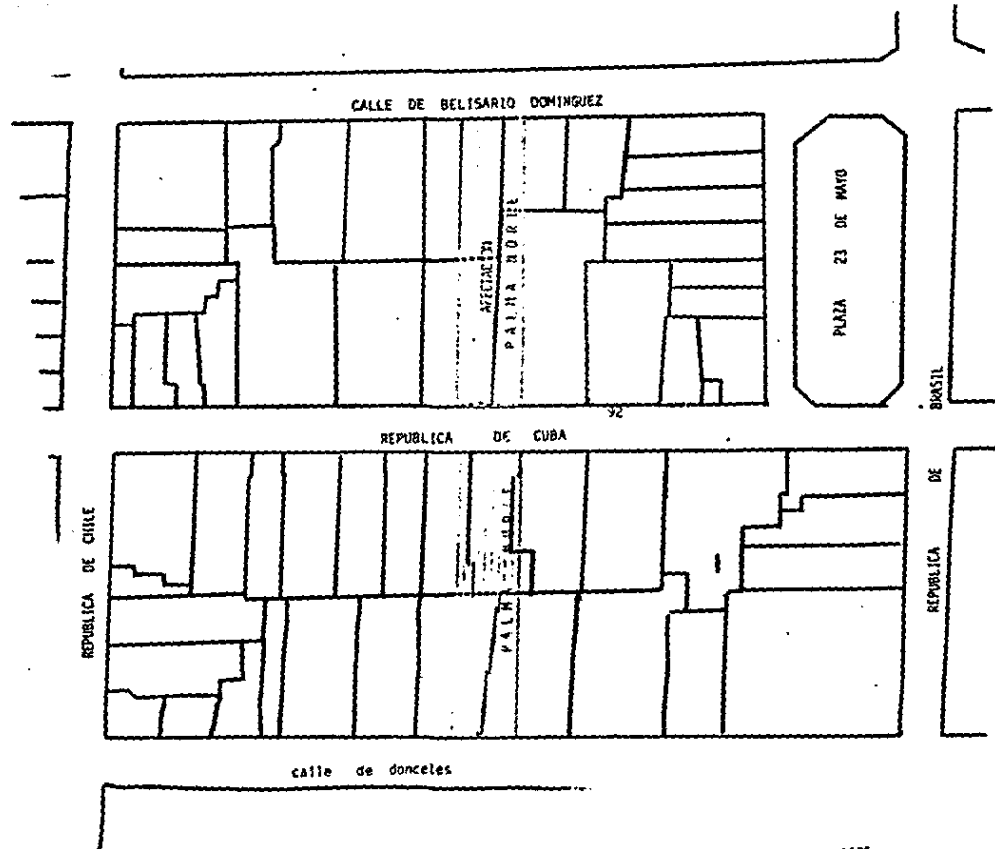 CALLE DE BELISARIO DOMINGUEZ
PALMA NORTE
AFECTACION
PLAZA 23 DE MAYO
92
REPUBLICA DE CUBA
REPUBLICA DE BRASIL
REPUBLICA DE CHILE
PALMA NORTE
calle de donceles